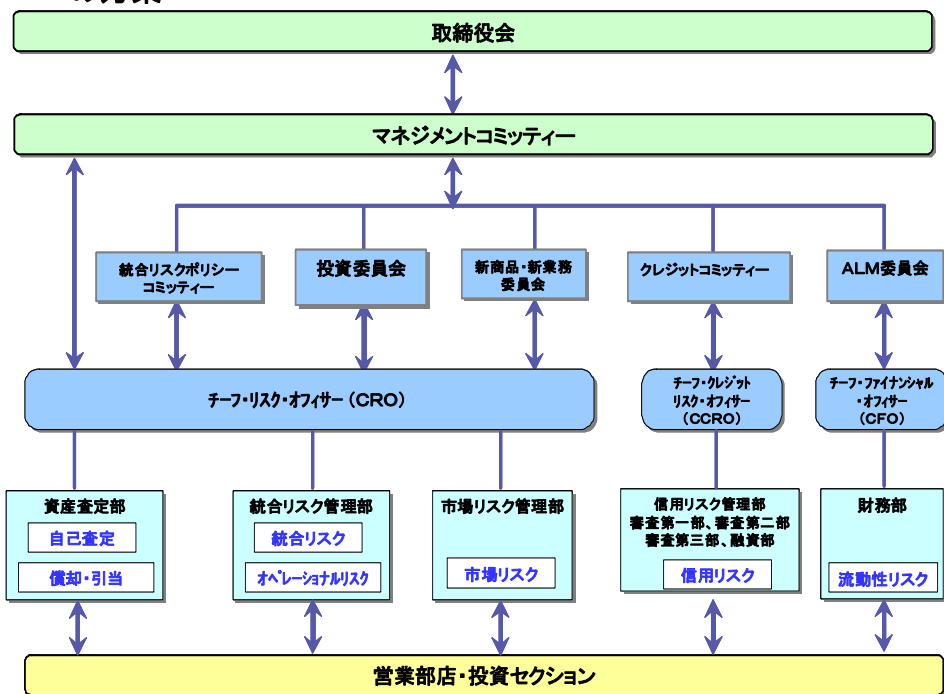 取締役会
マネジメントコミッティー
統合リスクポリシー
コミッティー
投資委員会
新商品・新業務
委員会
クレジットコミッティー
ALM委員会
チーフ・リスク・オフィサー（CRO）
チーフ・クレジット
リスク・オフィサー
（CCRO）
チーフ・ファイナンシャル
・オフィサー
（CFO）
資産査定部
自己査定
償却・引当
統合リスク管理部
統合リスク
オペレーショナルリスク
市場リスク管理部
市場リスク
信用リスク管理部
審査第一部、審査第二部
審査第三部、融資部
信用リスク
財務部
流動性リスク
営業部店・投資セクション